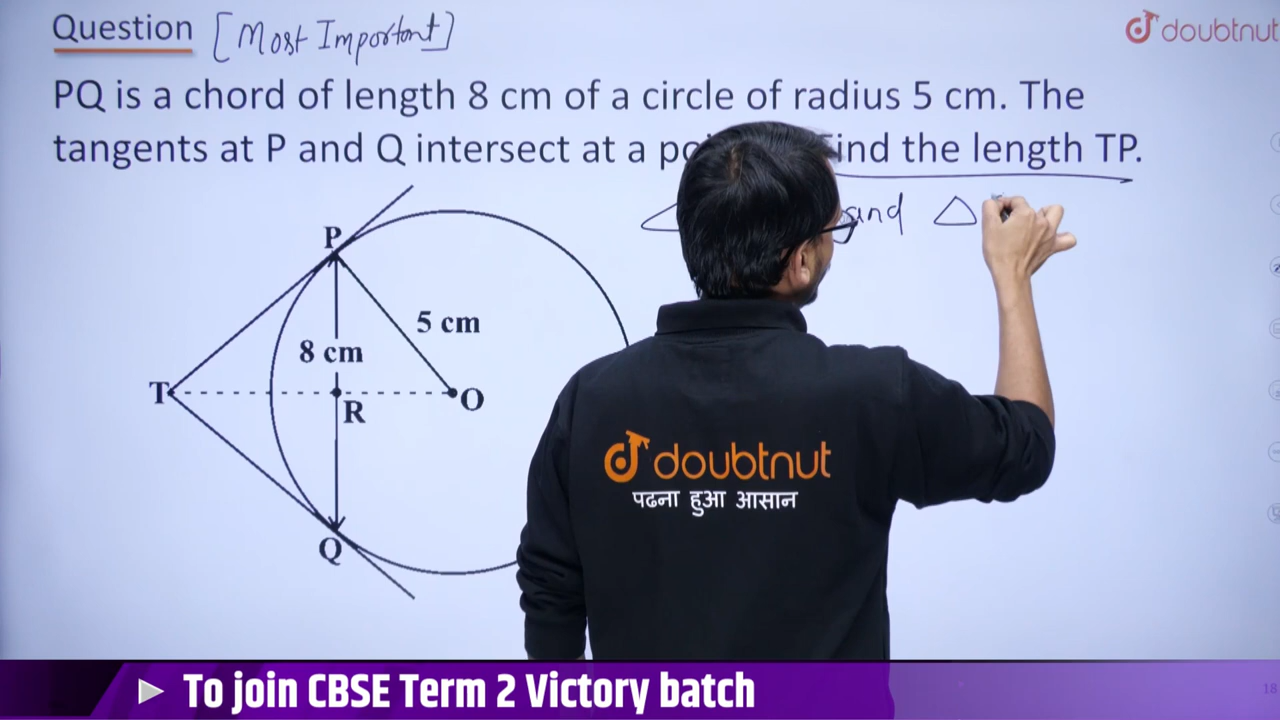 Question [Most Important]
doubtnut
PQ is a chord of length 8 cm of a circle of radius 5 cm. The
tangents at P and Q intersect at a Find the length TP.
and Δ
P
5 cm
8 cm
T
R
O
Q
doubtnut
पढना हुआ आसान
To join CBSE Term 2 Victory batch
18